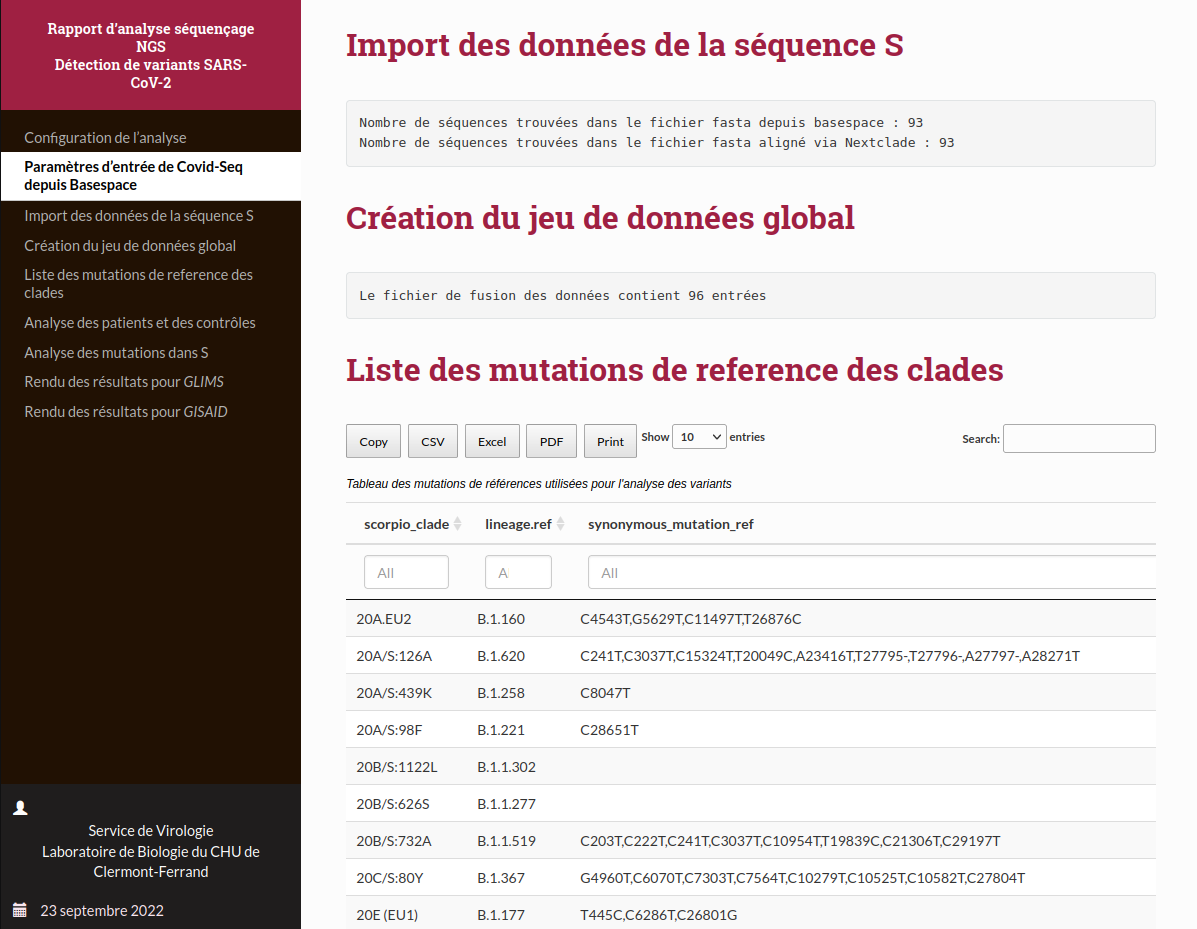 Rapport d'analyse séquençage
NGS
Détection de variants SARS-
CoV-2
Configuration de l'analyse
Paramètres d'entrée de Covid-Seq
depuis Basespace
Import des données de la séquence S
Création du jeu de données global
Liste des mutations de reference des
clades
Analyse des patients et des contrôles
Analyse des mutations dans S
Rendu des résultats pour GLIMS
Rendu des résultats pour GISAID
Service de Virologie
Laboratoire de Biologie du CHU de
Clermont-Ferrand
23 septembre 2022
Import des données de la séquence S
Nombre de séquences trouvées dans le fichier fasta depuis basespace : 93
Nombre de séquences trouvées dans le fichier fasta aligné via Nextclade : 93
Création du jeu de données global
Le fichier de fusion des données contient 96 entrées
Liste des mutations de reference des clades
Copy CSV Excel PDF Print Show 10 entries Search:
Tableau des mutations de références utilisées pour l'analyse des variants
scorpio_clade lineage.ref synonymous_mutation_ref
All A All
20A.EU2 B.1.160 C4543T,G5629T,C11497T,T26876C
20A/S:126A B.1.620 C241T,C3037T,C15324T,T20049C,A23416T,T27795-,T27796-,A27797-,A28271T
20A/S:439K B.1.258 C8047T
20A/S:98F B.1.221 C28651T
20B/S:1122L B.1.1.302
20B/S:626S B.1.1.277
20B/S:732A B.1.1.519 C203T,C222T,C241T,C3037T,C10954TT19839C,C21306T,C29197T
20C/S:80Y B.1.367 G4960T,C6070T,C7303T,C7564T,C10279T,C10525T,C10582T,C27804T
20E (EU1) B.1.177 T445C,C6286T,C26801G